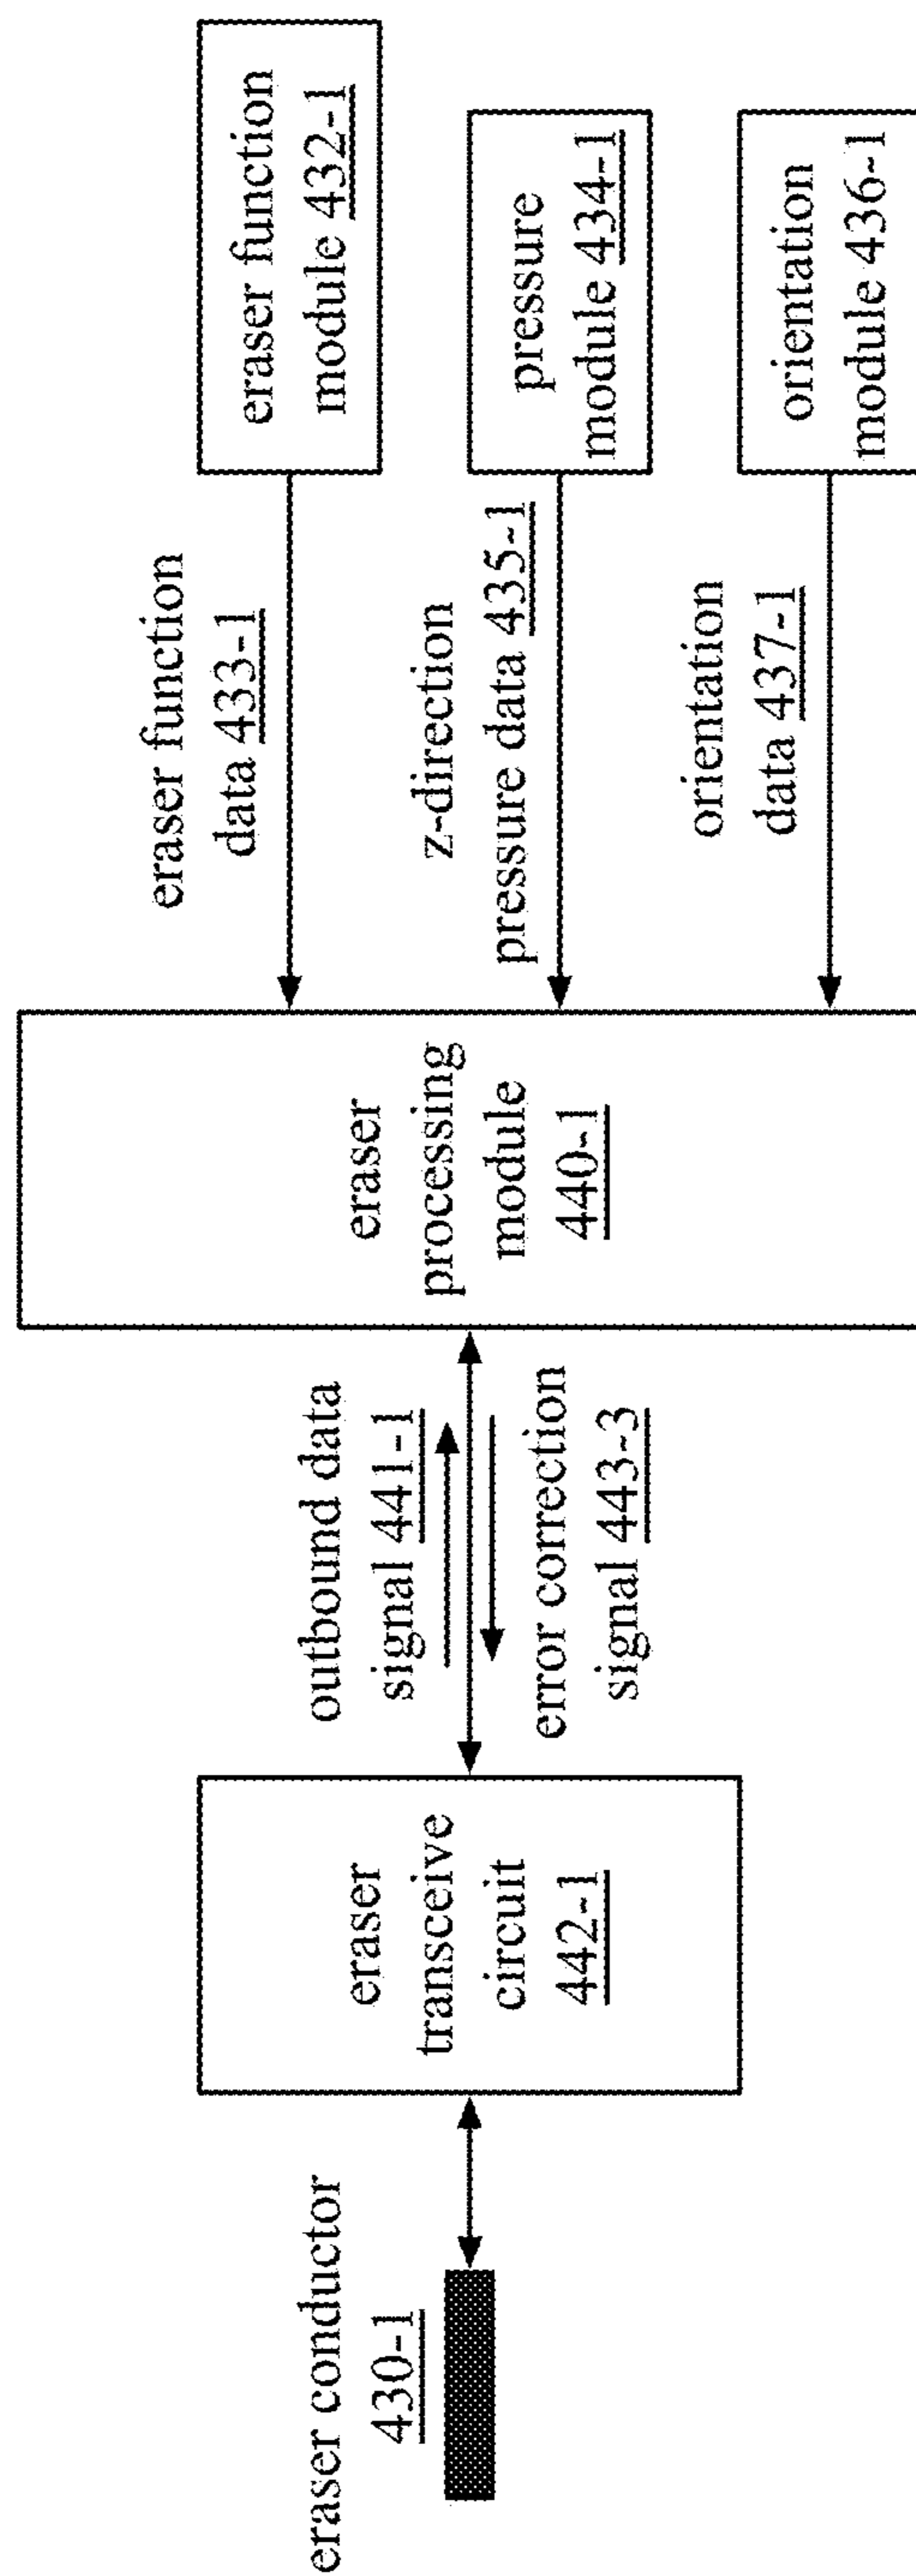 eraser conductor
430-1
eraser
transceive
circuit
442-1
outbound data
signal 441-1
error correction
signal 443-3
eraser
processing
module
440-1
eraser function
data 433-1
z-direction
pressure data 435-1
orientation
data 437-1
eraser function
module 432-1
pressure
module 434-1
orientation
module 436-1